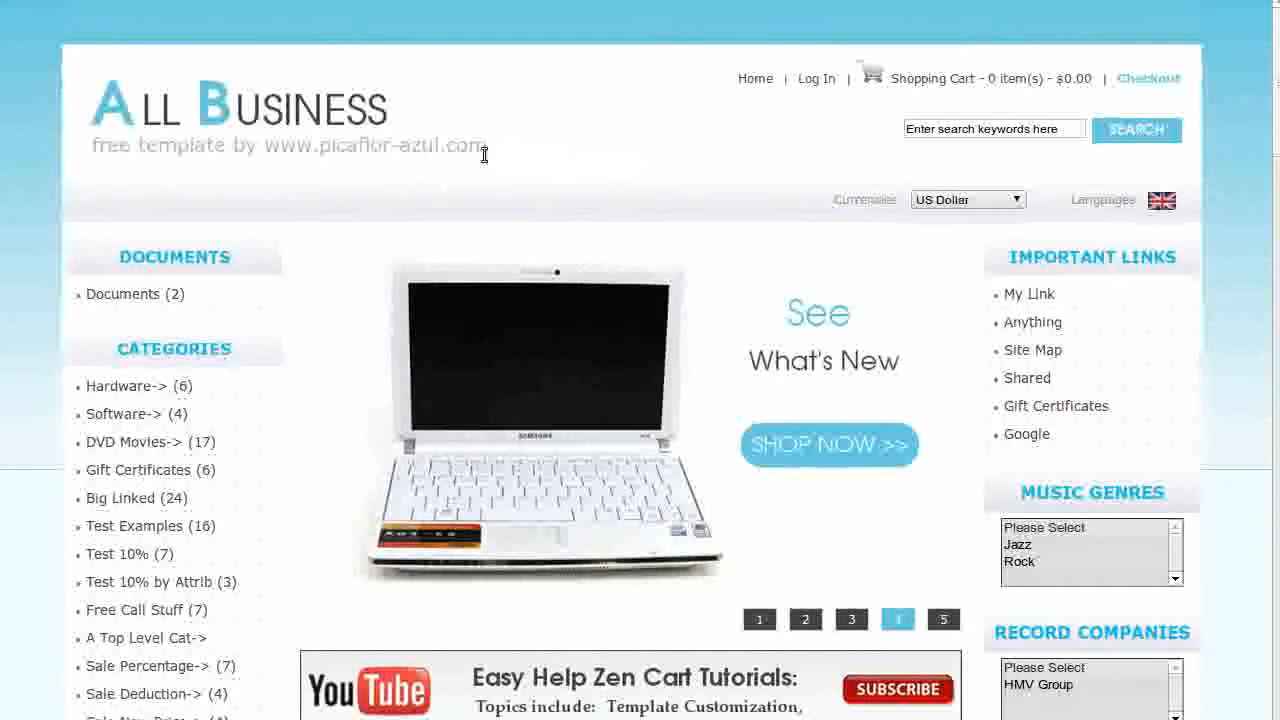 Home | Log In | Shopping Cart - 0 item(s) - $0.00 | Checkout
ALL BUSINESS
free template by www.picaflor-azul.com
Enter search keywords here
SEARCH
Currencies
US Dollar
Languages
DOCUMENTS
Documents (2)
CATEGORIES
Hardware-> (6)
Software-> (4)
DVD Movies-> (17)
Gift Certificates (6)
Big Linked (24)
Test Examples (16)
Test 10% (7)
Test 10% by Attrib (3)
Free Call Stuff (7)
A Top Level Cat->
Sale Percentage-> (7)
Sale Deduction-> (4)
See
What's New
SHOP NOW >>
SAMSUNG
1 2 3 4 5
YouTube
Easy Help Zen Cart Tutorials:
Topics include: Template Customization,
SUBSCRIBE
IMPORTANT LINKS
My Link
Anything
Site Map
Shared
Gift Certificates
Google
MUSIC GENRES
Please Select
Jazz
Rock
RECORD COMPANIES
Please Select
HMV Group